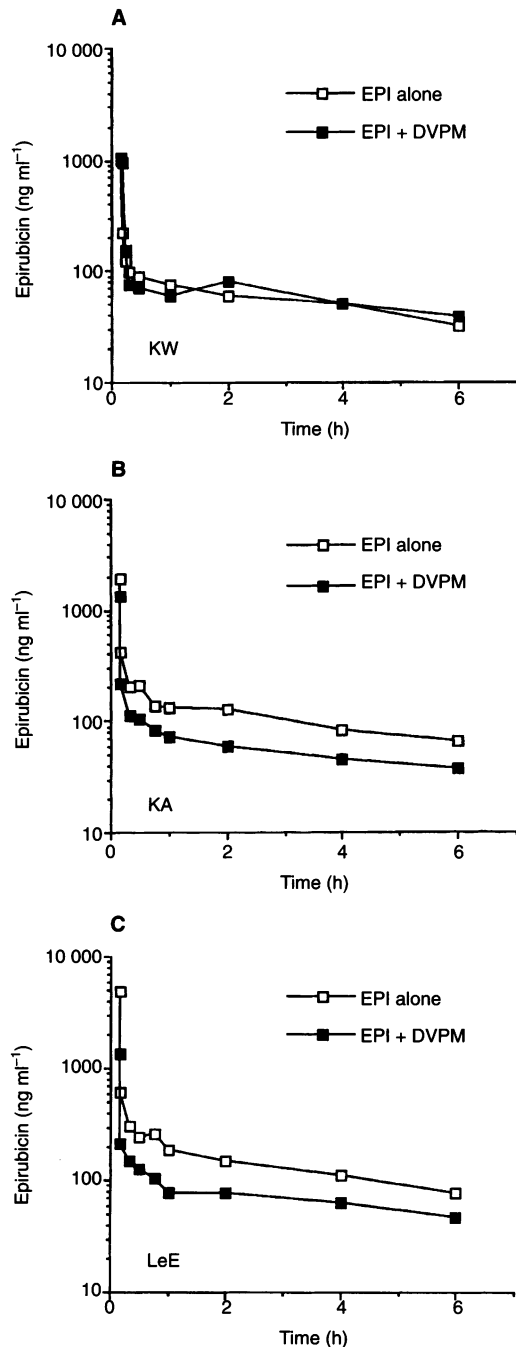 A
10 000
1000
100
10
Epirubicin (ng ml⁻¹)
EPI alone
EPI + DVPM
KW
0
2
4
6
Time (h)
B
10 000
1000
100
10
Epirubicin (ng ml⁻¹)
EPI alone
EPI + DVPM
KA
0
2
4
6
Time (h)
C
10 000
1000
100
10
Epirubicin (ng ml⁻¹)
EPI alone
EPI + DVPM
LeE
0
2
4
6
Time (h)